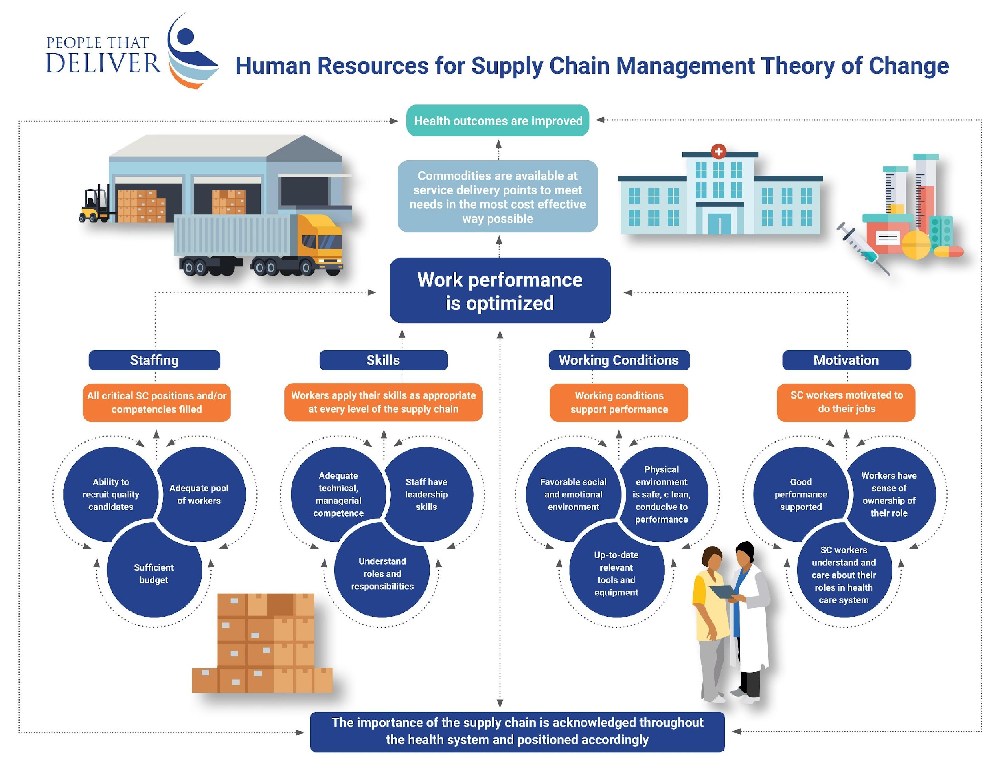 PEOPLE THAT
DELIVER
Human Resources for Supply Chain Management Theory of Change
Health outcomes are improved
Commodities are available at
service delivery points to meet
needs in the most cost effective
way possible
Work performance
is optimized
Staffing
All critical SC positions and/or
competencies filled
Ability to
recruit quality
candidates
Adequate pool
of workers
Sufficient
budget
Skills
Workers apply their skills as appropriate
at every level of the supply chain
Adequate
technical,
managerial
competence
Staff have
leadership
skills
Understand
roles and
responsibilities
Working Conditions
Working conditions
support performance
Favorable social
and emotional
environment
Physical
environment
is safe, c lean,
conducive to
performance
Up-to-date
relevant
tools and
equipment
Motivation
SC workers motivated to
do their jobs
Good
performance
supported
Workers have
sense of
ownership of
their role
SC workers
understand and
care about their
roles in health
care system
The importance of the supply chain is acknowledged throughout
the health system and positioned accordingly